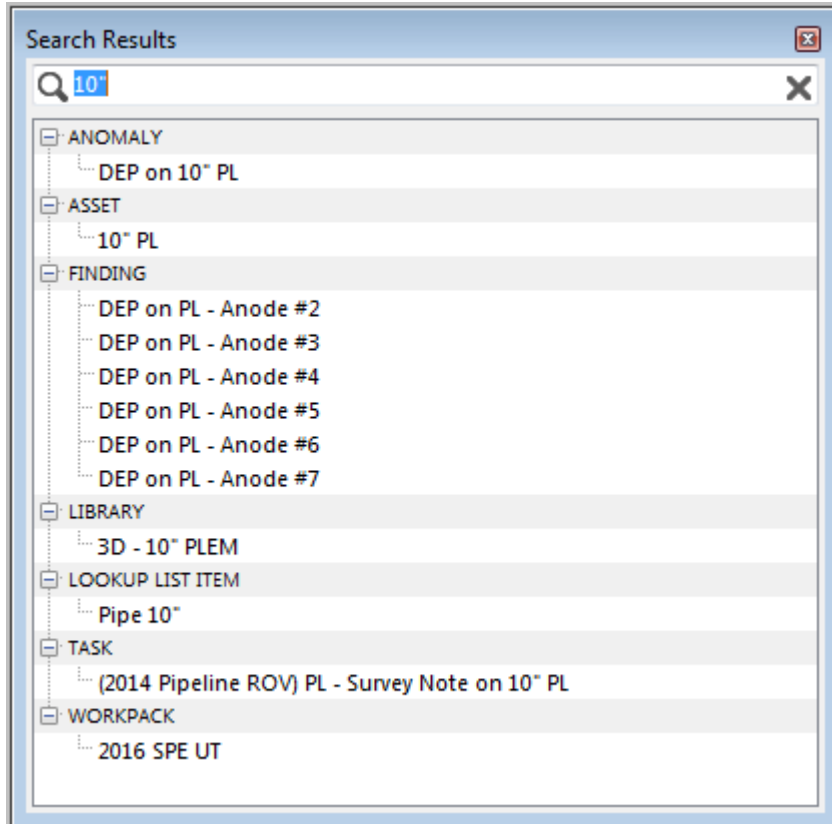 Search Results
10"
ANOMALY
DEP on 10" PL
ASSET
10" PL
FINDING
DEP on PL - Anode #2
DEP on PL - Anode #3
DEP on PL - Anode #4
DEP on PL - Anode #5
DEP on PL - Anode #6
DEP on PL - Anode #7
LIBRARY
3D - 10" PLEM
LOOKUP LIST ITEM
Pipe 10"
TASK
(2014 Pipeline ROV) PL - Survey Note on 10" PL
WORKPACK
2016 SPE UT